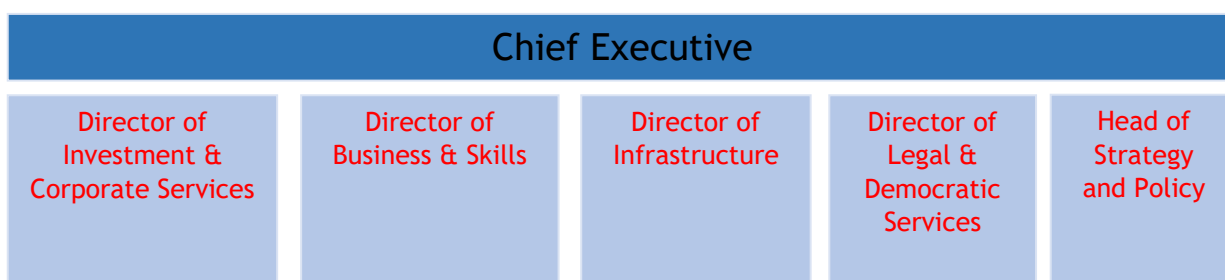 Chief Executive
Director of
Investment &
Corporate Services
Director of
Business & Skills
Director of
Infrastructure
Director of
Legal &
Democratic
Services
Head of
Strategy
and Policy